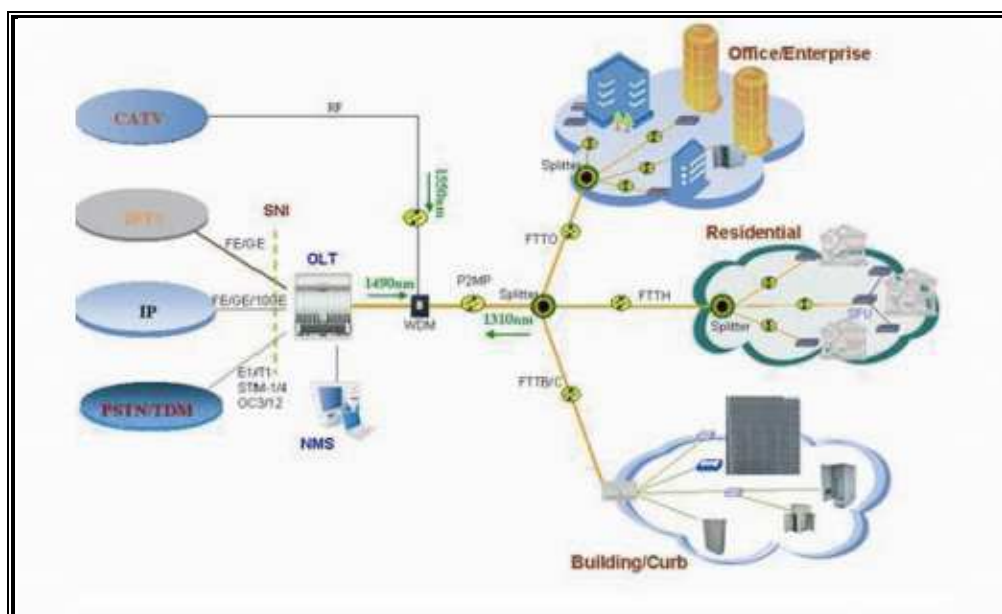 Office/Enterprise
CATV
RF
1550nm
Splitter
SNI
FE/GE
OLT
FTTO
Residential
1490nm
P2MP
Splitter
FTTH
IP
FE/GE/10GE
WDM
1310nm
Splitter
SFU
E1/T1
STIM-1/4
OC3/12
PSTN/TDM
FTTB/C
NMS
Building/Curb